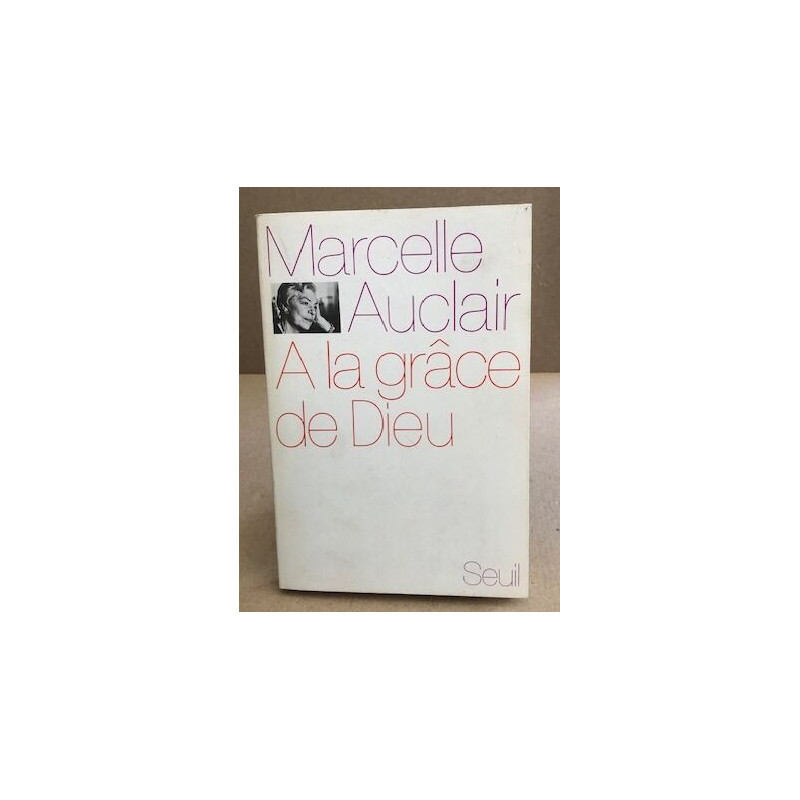 Marcelle
Auclair
A la grâce
de Dieu
Seuil